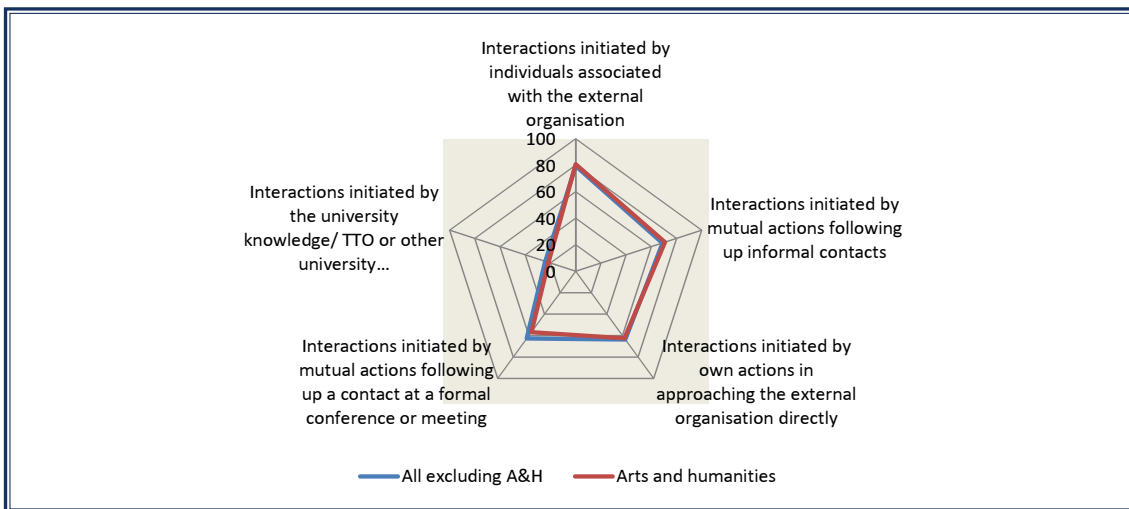 Interactions initiated by
individuals associated
with the external
organisation
100
80
60
40
20
0
Interactions initiated by
mutual actions following
up informal contacts
Interactions initiated by
own actions in
approaching the external
organisation directly
Interactions initiated by
mutual actions following
up a contact at a formal
conference or meeting
Interactions initiated by
the university
knowledge/ TTO or other
university...
All excluding A&H
Arts and humanities